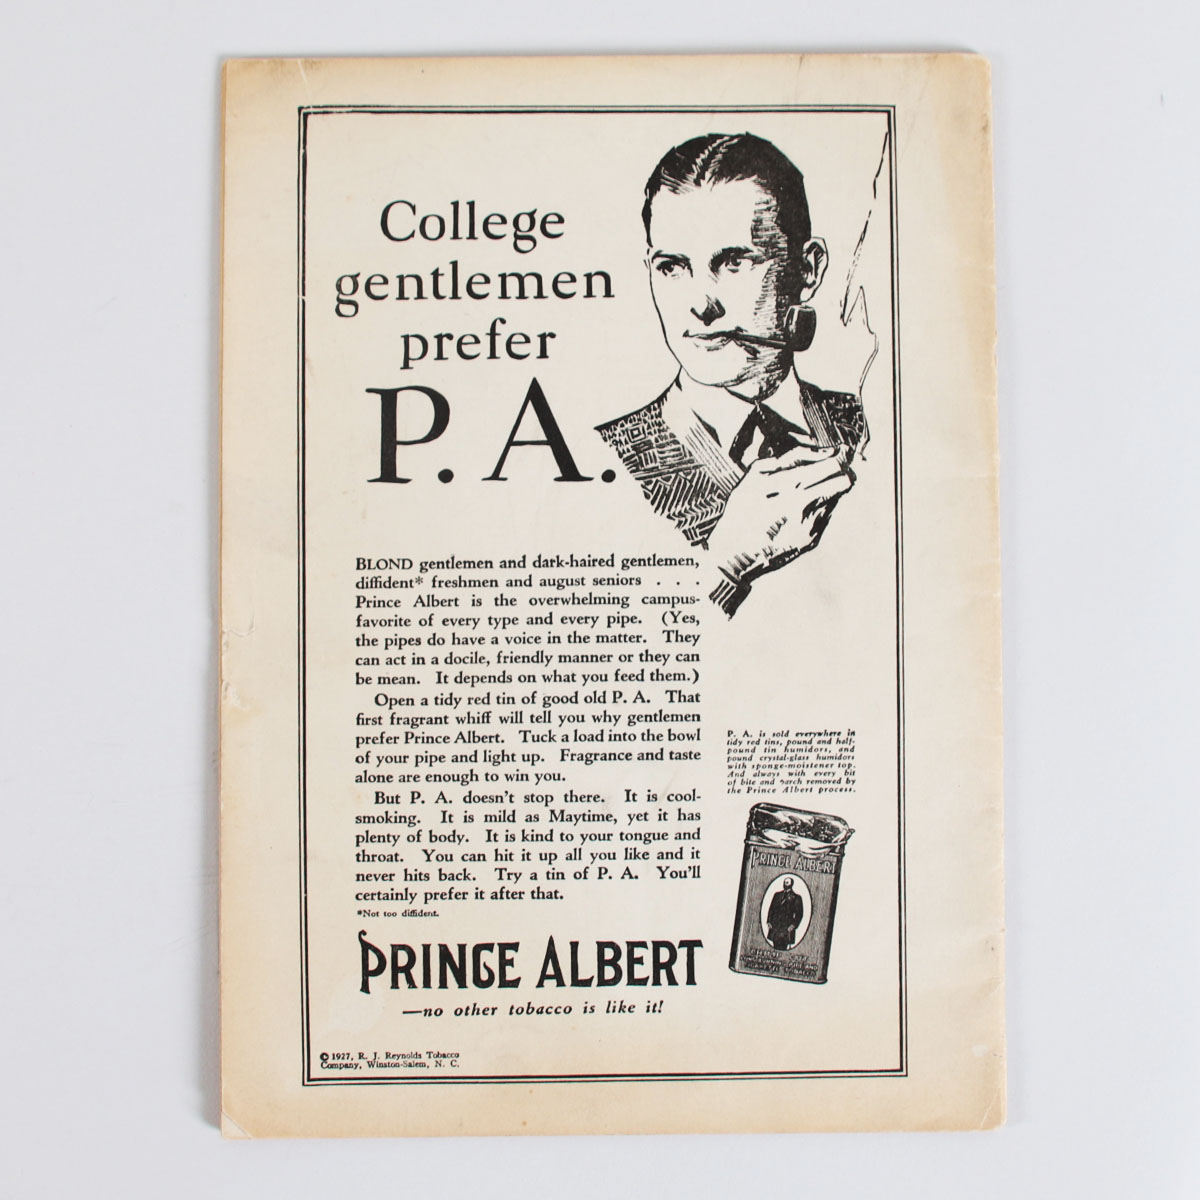 College
gentlemen
prefer
P. A.
BLOND gentlemen and dark-haired gentlemen,
diffident* freshmen and august seniors . . .
Prince Albert is the overwhelming campus-
favorite of every type and every pipe. (Yes,
the pipes do have a voice in the matter. They
can act in a docile, friendly manner or they can
be mean. It depends on what you feed them.)
Open a tidy red tin of good old P. A. That
first fragrant whiff will tell you why gentlemen
prefer Prince Albert. Tuck a load into the bowl
of your pipe and light up. Fragrance and taste
alone are enough to win you.
But P. A. doesn't stop there. It is cool-
smoking. It is mild as Maytime, yet it has
plenty of body. It is kind to your tongue and
throat. You can hit it up all you like and it
never hits back. Try a tin of P. A. You'll
certainly prefer it after that.
*Not too diffident.
P. A. is sold everywhere in
tidy red tins, pound and half-
pound tin humidors, and
pound crystal-glass humidors
with sponge-moistener top.
And always with every bit
of bite and parch removed by
the Prince Albert process.
PRINCE ALBERT
PRINCE ALBERT
—no other tobacco is like it!
© 1927, R. J. Reynolds Tobacco
Company, Winston-Salem, N. C.